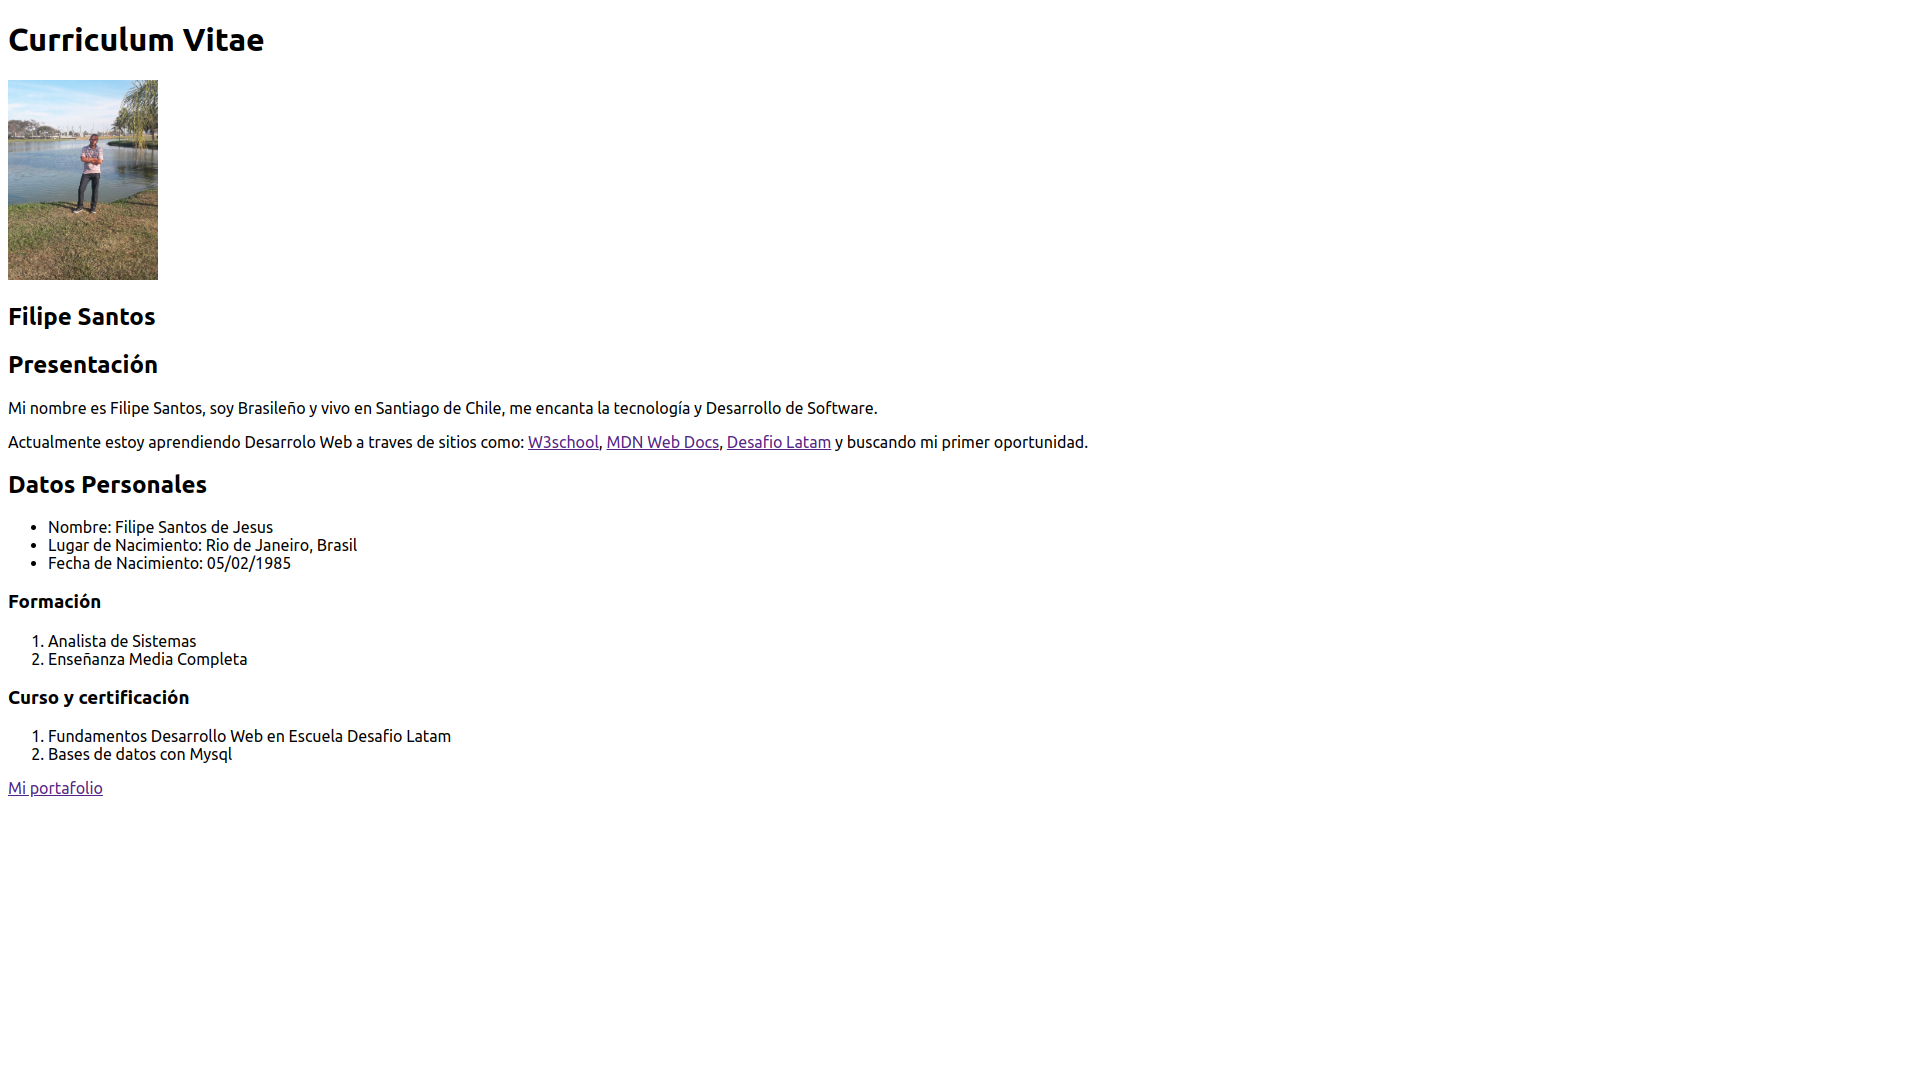 Curriculum Vitae
Filipe Santos
Presentación
Mi nombre es Filipe Santos, soy Brasileño y vivo en Santiago de Chile, me encanta la tecnología y Desarrollo de Software.
Actualmente estoy aprendiendo Desarrolo Web a traves de sitios como: W3school, MDN Web Docs, Desafio Latam y buscando mi primer oportunidad.
Datos Personales
• Nombre: Filipe Santos de Jesus
• Lugar de Nacimiento: Rio de Janeiro, Brasil
• Fecha de Nacimiento: 05/02/1985
Formación
1. Analista de Sistemas
2. Enseñanza Media Completa
Curso y certificación
1. Fundamentos Desarrollo Web en Escuela Desafio Latam
2. Bases de datos con Mysql
Mi portafolio